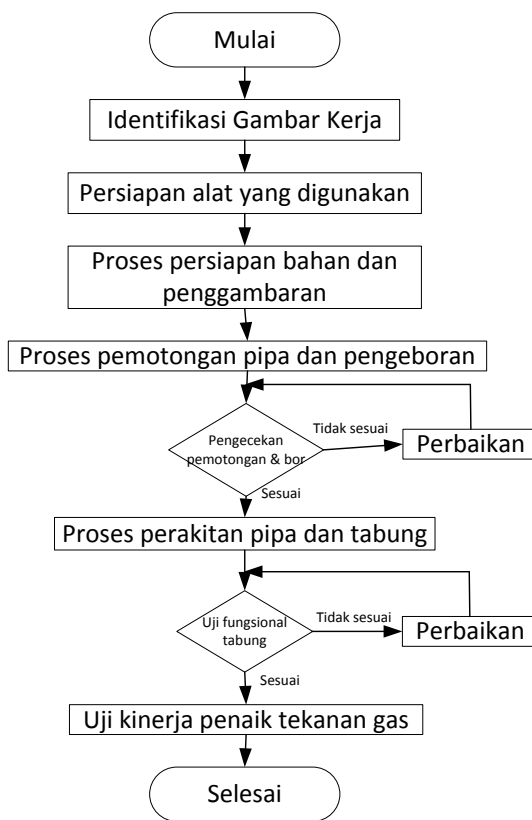 Mulai
Identifikasi Gambar Kerja
Persiapan alat yang digunakan
Proses persiapan bahan dan
penggambaran
Proses pemotongan pipa dan pengeboran
Pengecekan
pemotongan & bor
Tidak sesuai
Perbaikan
Sesuai
Proses perakitan pipa dan tabung
Uji fungsional
tabung
Tidak sesuai
Perbaikan
Sesuai
Uji kinerja penaik tekanan gas
Selesai